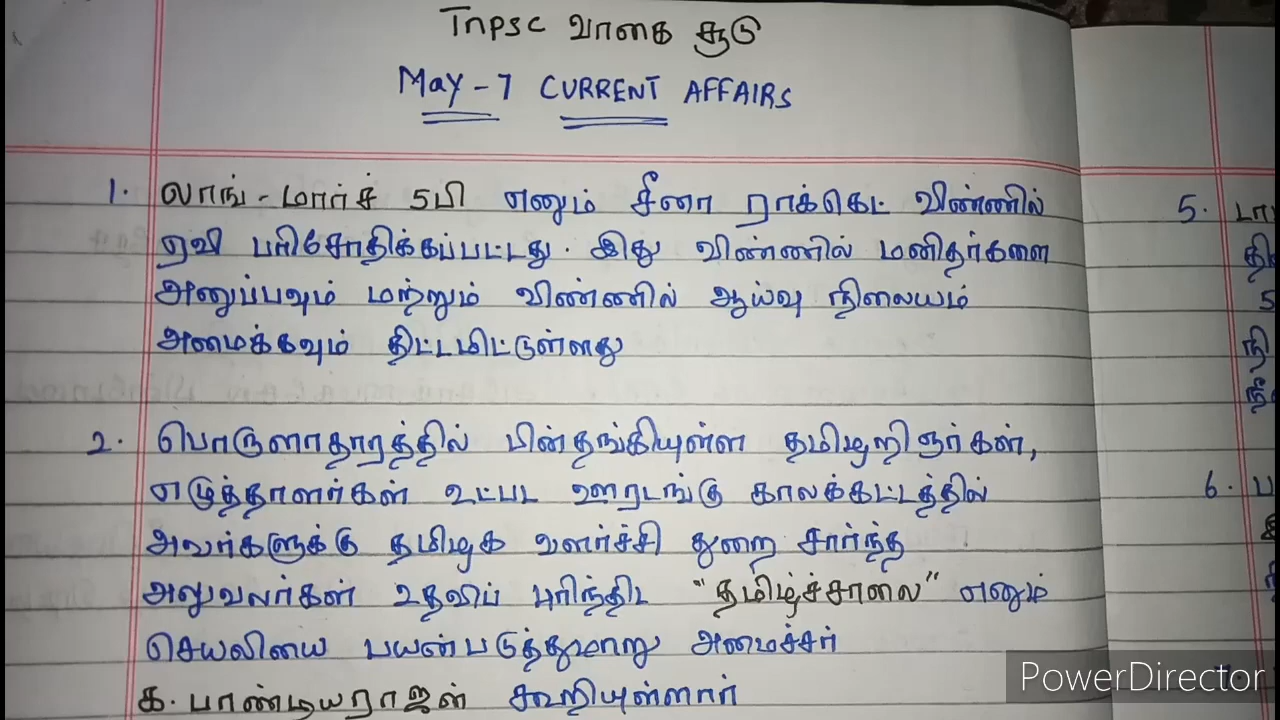 Tnpsc வாகை சூடு
May - 7 CURRENT AFFAIRS
1. லாங் - மார்ச் 5பி எனும் சீனா ராக்கெட் விண்ணில்
ஏவி பரிசோதிக்கப்பட்டது. இது விண்ணில் மனிதர்களை
அனுப்பவும் மற்றும் விண்ணில் ஆய்வு நிலையம்
அமைக்கவும் திட்டமிட்டுள்ளது
2. பொருளாதாரத்தில் பின்தங்கியுள்ள தமிழறிஞர்கள்,
எழுத்தாளர்கள் உட்பட ஊரடங்கு காலக்கட்டத்தில்
அவர்களுக்கு தமிழக வளர்ச்சி துறை சார்ந்த
அலுவலர்கள் உதவிப் புரிந்திட "தமிழ்ச்சாலை" எனும்
செயலியை பயன்படுத்துமாறு அமைச்சர்
க. பாண்டியராஜன் கூறியுள்ளார்
5.
6.
PowerDirector